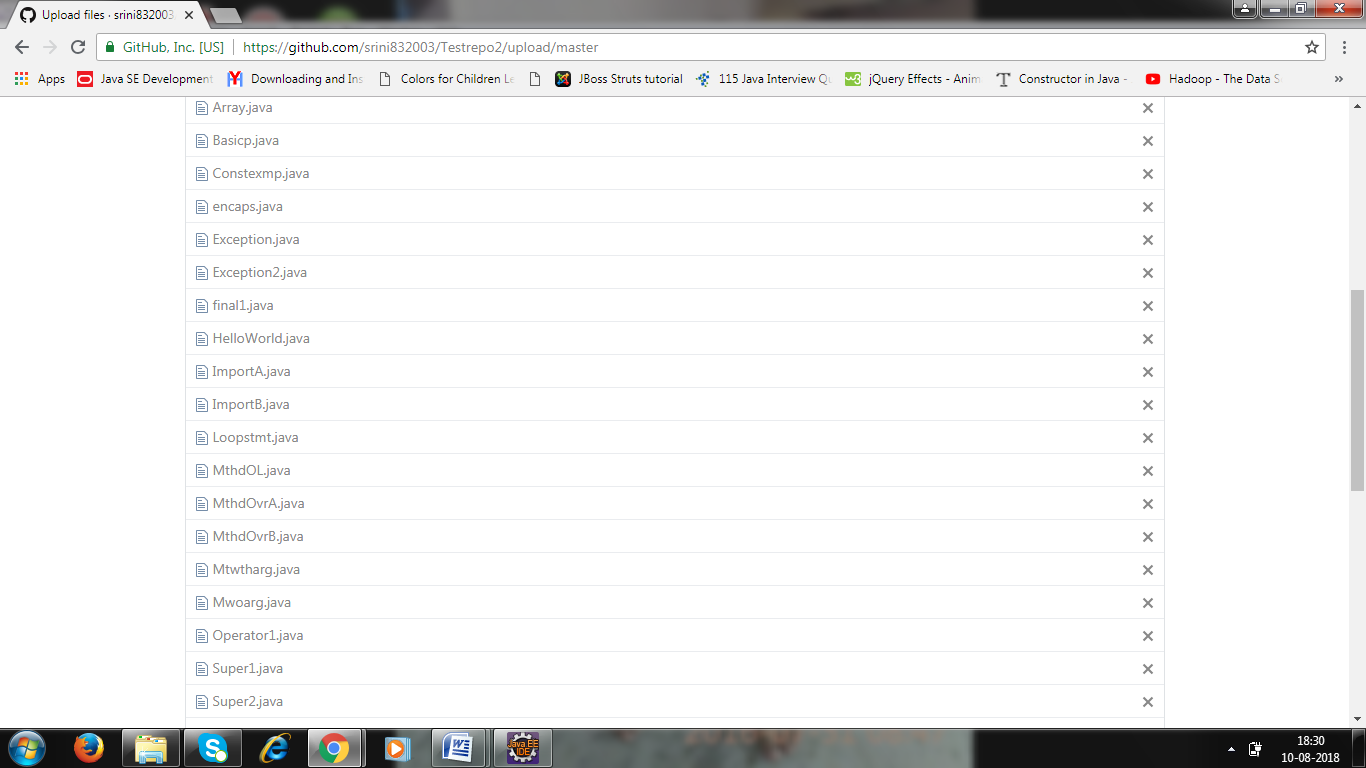 Upload files · srini832003
GitHub, Inc. [US] https://github.com/srini832003/Testrepo2/upload/master
Apps Java SE Development Downloading and Ins Colors for Children Le JBoss Struts tutorial 115 Java Interview Qu jQuery Effects - Anim Constructor in Java - Hadoop - The Data S »
Array.java
Basicp.java
Constexmp.java
encaps.java
Exception.java
Exception2.java
final1.java
HelloWorld.java
ImportA.java
ImportB.java
Loopstmt.java
MthdOL.java
MthdOvrA.java
MthdOvrB.java
Mtwtharg.java
Mwoarg.java
Operator1.java
Super1.java
Super2.java
Java EE
IDE
18:30
10-08-2018